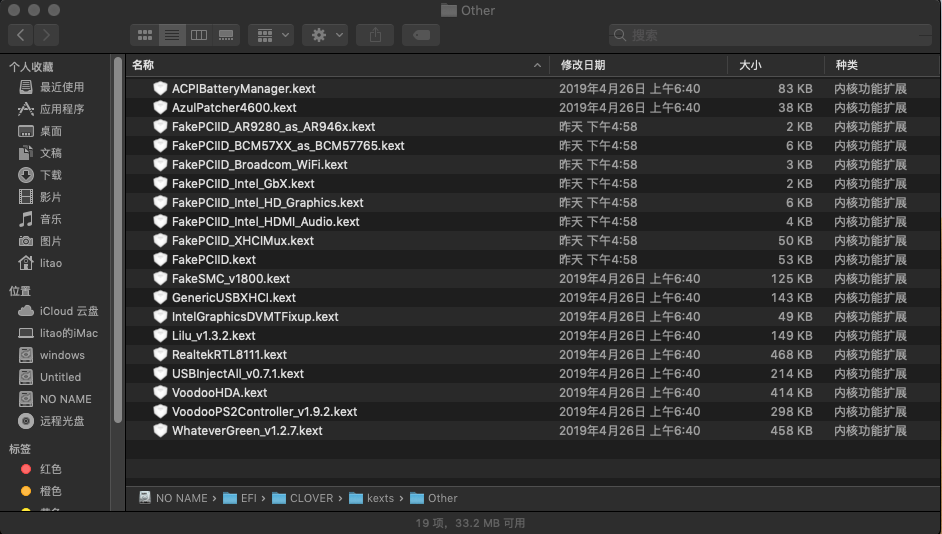 Other
搜索
个人收藏
最近使用
应用程序
桌面
文稿
下载
影片
音乐
图片
litao
位置
iCloud 云盘
litao的iMac
windows
Untitled
NO NAME
远程光盘
标签
红色
橙色
名称 修改日期 大小 种类
ACPIBatteryManager.kext 2019年4月26日 上午6:40 83 KB 内核功能扩展
AzulPatcher4600.kext 2019年4月26日 上午6:40 38 KB 内核功能扩展
FakePCIID_AR9280_as_AR946x.kext 昨天 下午4:58 2 KB 内核功能扩展
FakePCIID_BCM57XX_as_BCM57765.kext 昨天 下午4:58 6 KB 内核功能扩展
FakePCIID_Broadcom_WiFi.kext 昨天 下午4:58 3 KB 内核功能扩展
FakePCIID_Intel_GbX.kext 昨天 下午4:58 2 KB 内核功能扩展
FakePCIID_Intel_HD_Graphics.kext 昨天 下午4:58 6 KB 内核功能扩展
FakePCIID_Intel_HDMI_Audio.kext 昨天 下午4:58 4 KB 内核功能扩展
FakePCIID_XHCIMux.kext 昨天 下午4:58 50 KB 内核功能扩展
FakePCIID.kext 昨天 下午4:58 53 KB 内核功能扩展
FakeSMC_v1800.kext 2019年4月26日 上午6:40 125 KB 内核功能扩展
GenericUSBXHCI.kext 2019年4月26日 上午6:40 143 KB 内核功能扩展
IntelGraphicsDVMTFixup.kext 2019年4月26日 上午6:40 49 KB 内核功能扩展
Lilu_v1.3.2.kext 2019年4月26日 上午6:40 149 KB 内核功能扩展
RealtekRTL8111.kext 2019年4月26日 上午6:40 468 KB 内核功能扩展
USBInjectAll_v0.7.1.kext 2019年4月26日 上午6:40 214 KB 内核功能扩展
VoodooHDA.kext 2019年4月26日 上午6:40 414 KB 内核功能扩展
VoodooPS2Controller_v1.9.2.kext 2019年4月26日 上午6:40 298 KB 内核功能扩展
WhateverGreen_v1.2.7.kext 2019年4月26日 上午6:40 458 KB 内核功能扩展
NO NAME › EFI › CLOVER › kexts › Other
19 项，33.2 MB 可用